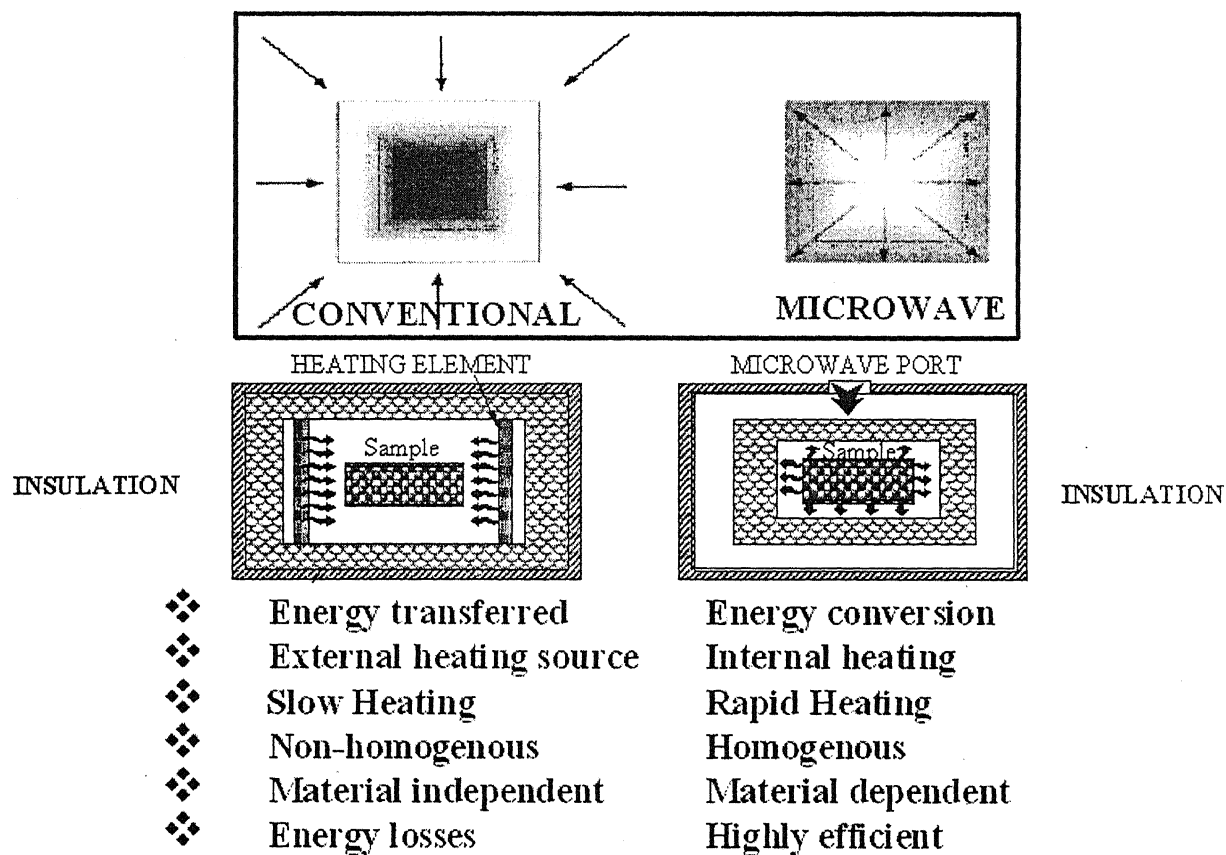 CONVENTIONAL
MICROWAVE
HEATING ELEMENT
MICROWAVE PORT
Sample
Sample
INSULATION
INSULATION
Energy transferred
Energy conversion
External heating source
Internal heating
Slow Heating
Rapid Heating
Non-homogenous
Homogenous
Material independent
Material dependent
Energy losses
Highly efficient